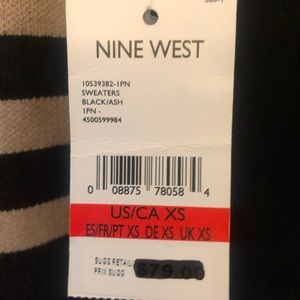 NINE WEST
10539382-1PN
SWEATERS
BLACK/ASH
1PN -
4500599984
0 08875 78058 4
US/CA XS
ES/FR/PT XS DE XS UK XS
SUGG RETAIL/
PRIX SUGG
$79.00